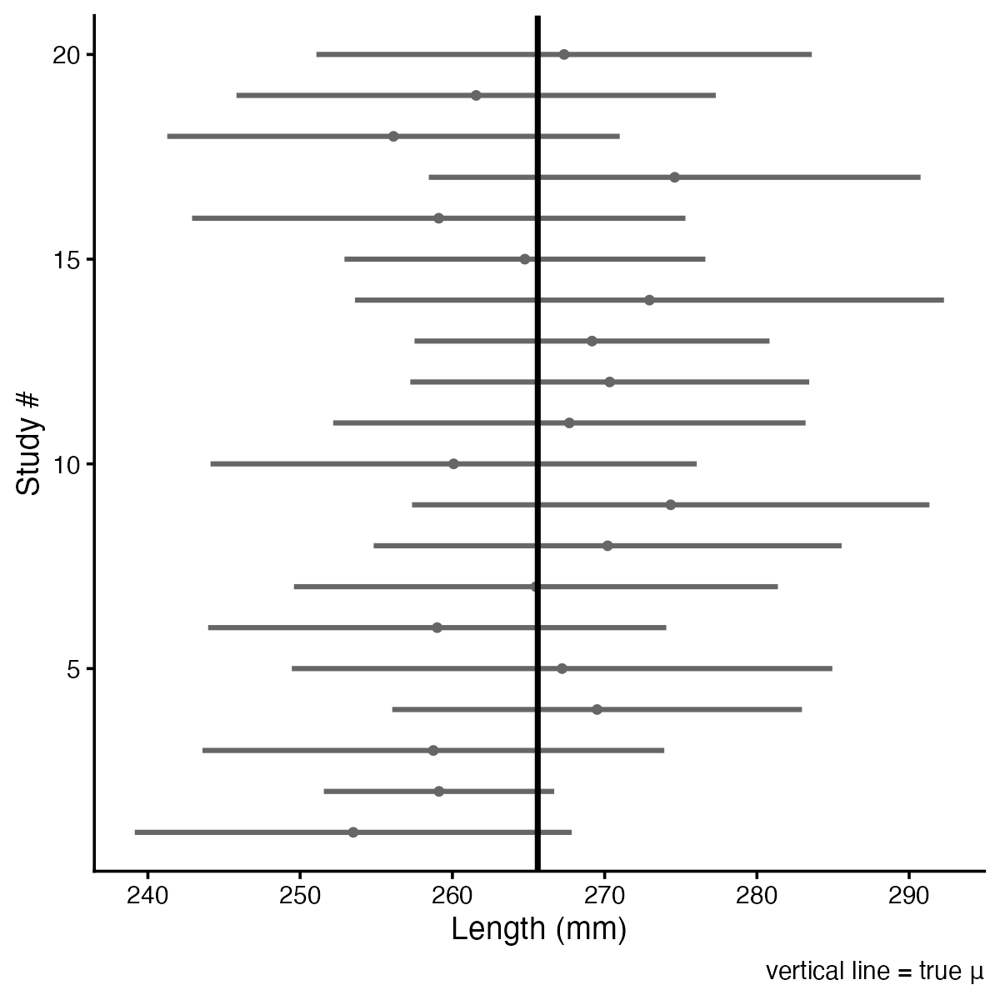 20
15
10
5
Study #
240 250 260 270 280 290
Length (mm)
vertical line = true μ